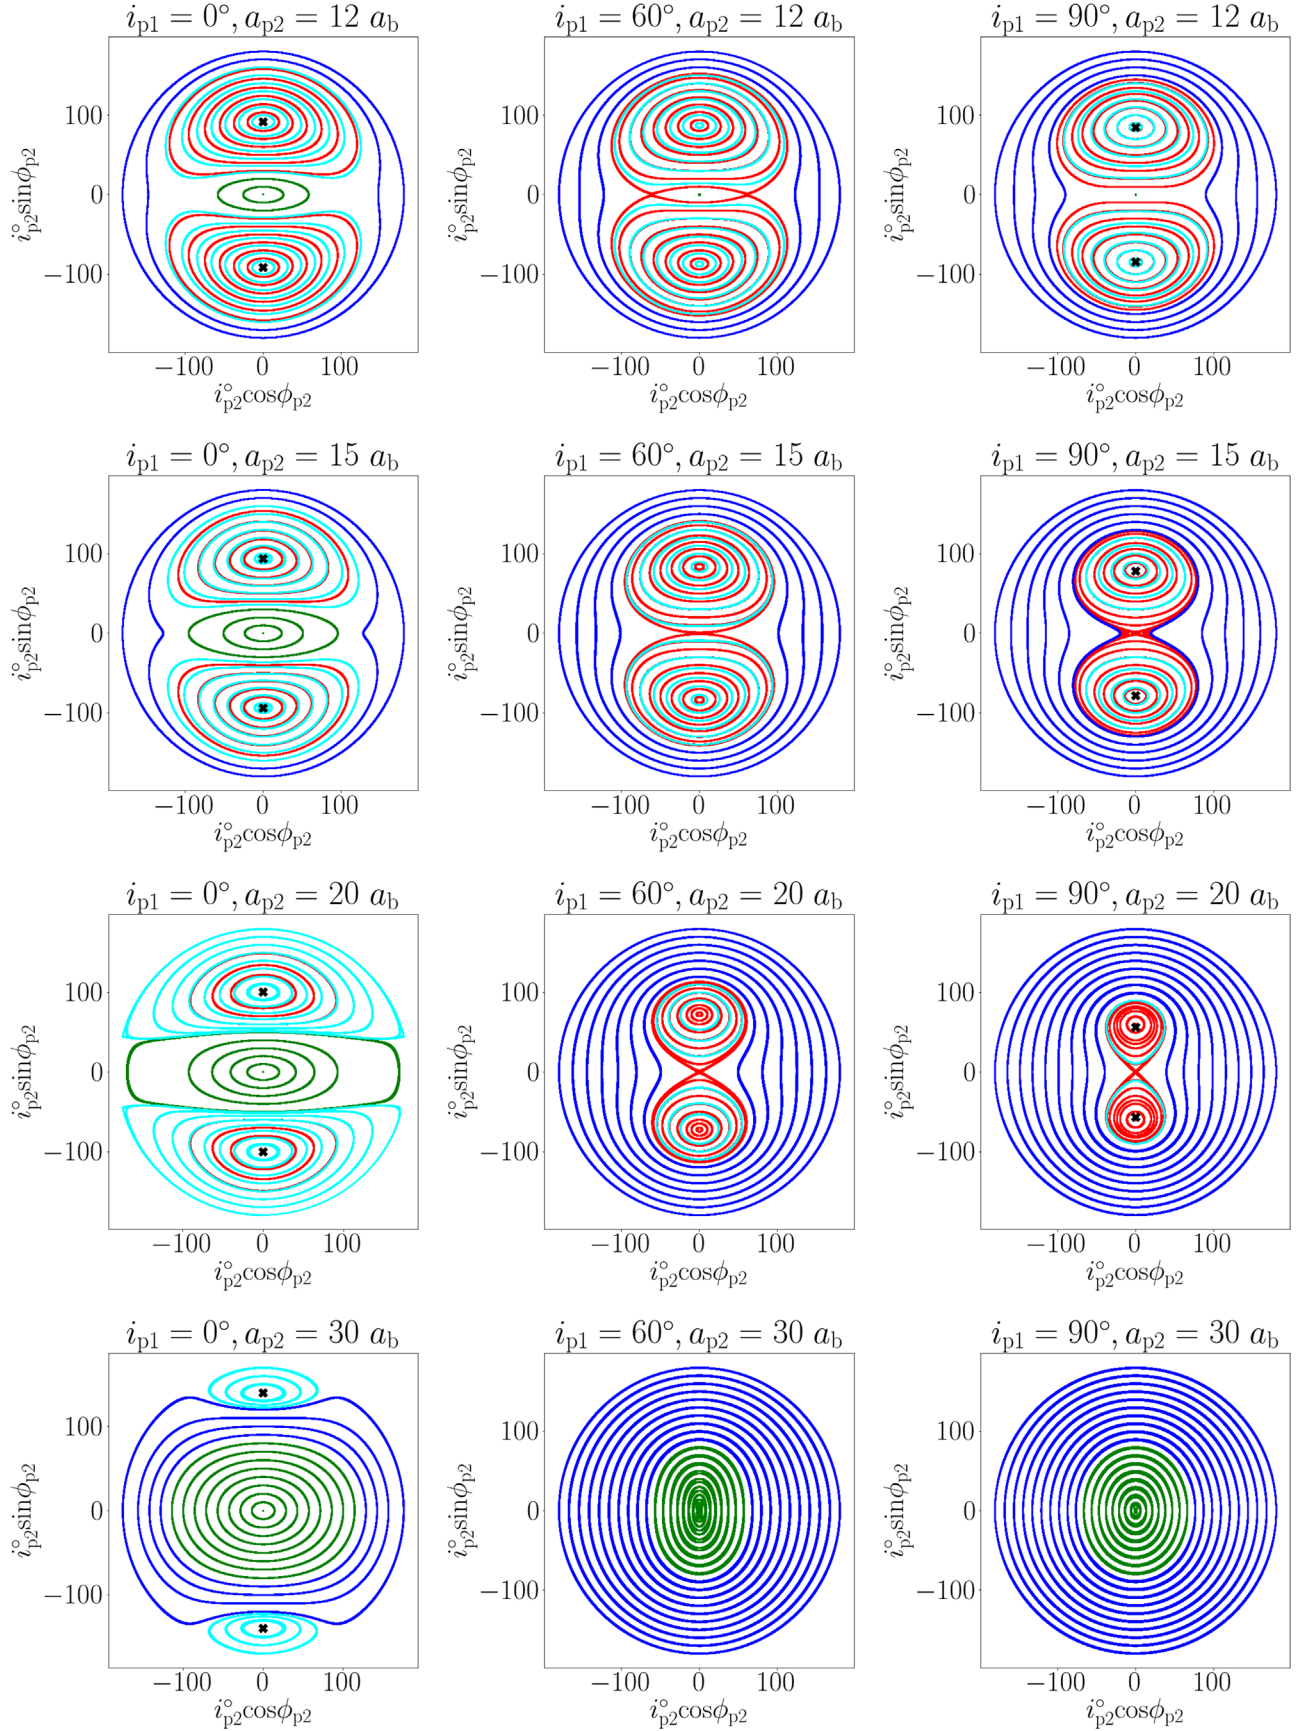 i_p1 = 0°, a_p2 = 12 a_b i_p1 = 60°, a_p2 = 12 a_b i_p1 = 90°, a_p2 = 12 a_b
100 100 100
0 0 0
−100 −100 −100
i°_p2 sinϕ_p2 i°_p2 sinϕ_p2 i°_p2 sinϕ_p2
−100 0 100 −100 0 100 −100 0 100
i°_p2 cosϕ_p2 i°_p2 cosϕ_p2 i°_p2 cosϕ_p2
i_p1 = 0°, a_p2 = 15 a_b i_p1 = 60°, a_p2 = 15 a_b i_p1 = 90°, a_p2 = 15 a_b
100 100 100
0 0 0
−100 −100 −100
i°_p2 sinϕ_p2 i°_p2 sinϕ_p2 i°_p2 sinϕ_p2
−100 0 100 −100 0 100 −100 0 100
i°_p2 cosϕ_p2 i°_p2 cosϕ_p2 i°_p2 cosϕ_p2
i_p1 = 0°, a_p2 = 20 a_b i_p1 = 60°, a_p2 = 20 a_b i_p1 = 90°, a_p2 = 20 a_b
100 100 100
0 0 0
−100 −100 −100
i°_p2 sinϕ_p2 i°_p2 sinϕ_p2 i°_p2 sinϕ_p2
−100 0 100 −100 0 100 −100 0 100
i°_p2 cosϕ_p2 i°_p2 cosϕ_p2 i°_p2 cosϕ_p2
i_p1 = 0°, a_p2 = 30 a_b i_p1 = 60°, a_p2 = 30 a_b i_p1 = 90°, a_p2 = 30 a_b
100 100 100
0 0 0
−100 −100 −100
i°_p2 sinϕ_p2 i°_p2 sinϕ_p2 i°_p2 sinϕ_p2
−100 0 100 −100 0 100 −100 0 100
i°_p2 cosϕ_p2 i°_p2 cosϕ_p2 i°_p2 cosϕ_p2